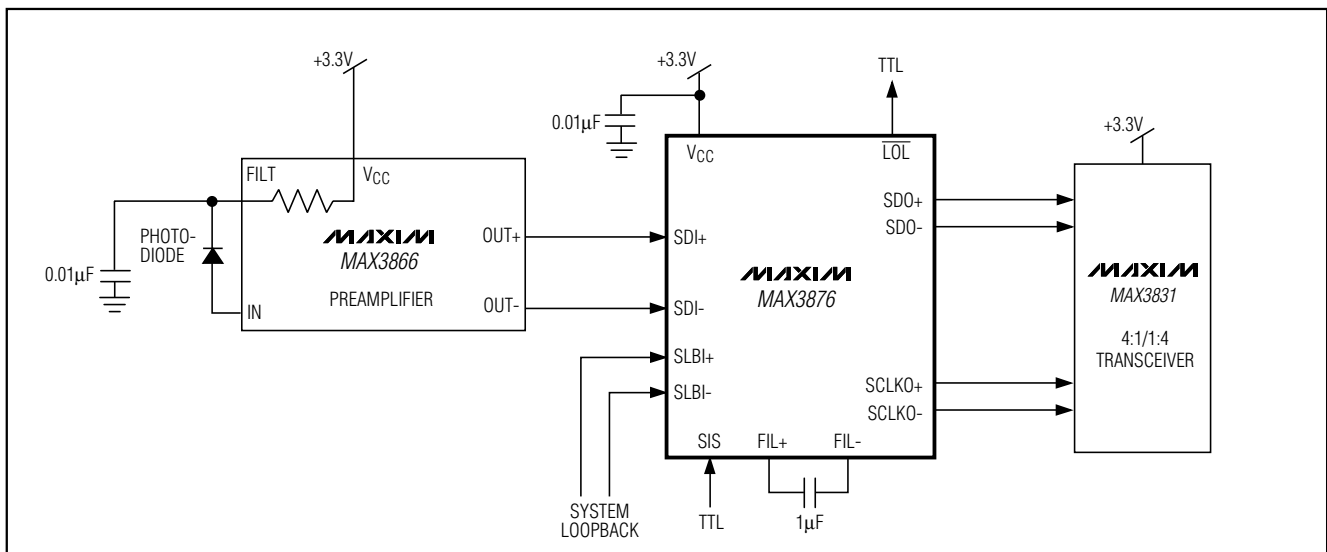 +3.3V
FILT
VCC
PHOTO-
DIODE
0.01μF
IN
MAXIM
MAX3866
PREAMPLIFIER
OUT+
OUT-
+3.3V
0.01μF
TTL
VCC
LOL
SDI+
SDI-
SLBI+
SLBI-
SYSTEM
LOOPBACK
MAXIM
MAX3876
SDO+
SDO-
SCLKO+
SCLKO-
SIS
FIL+
FIL-
TTL
1μF
+3.3V
MAXIM
MAX3831
4:1/1:4
TRANSCEIVER